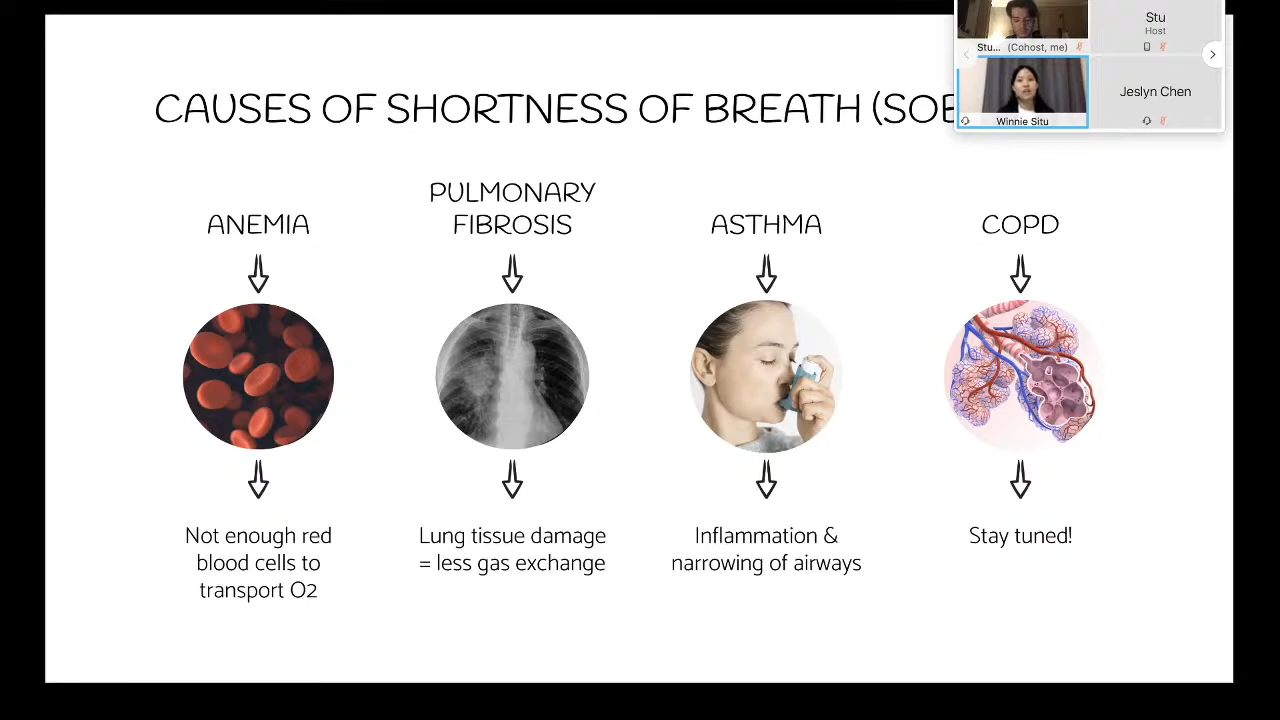 CAUSES OF SHORTNESS OF BREATH (SOB
Stu... (Cohost, me)
Stu
Host
Winnie Situ
Jeslyn Chen
ANEMIA
PULMONARY
FIBROSIS
ASTHMA
COPD
Not enough red
blood cells to
transport O2
Lung tissue damage
= less gas exchange
Inflammation &
narrowing of airways
Stay tuned!